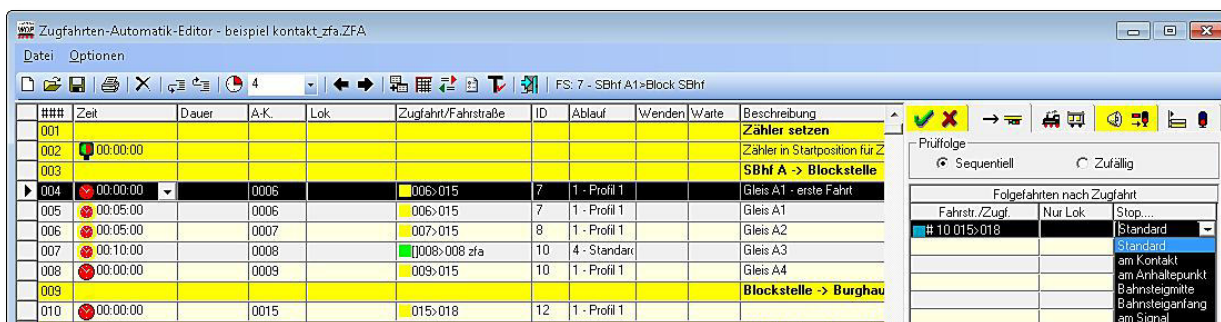 WDP Zugfahrten-Automatik-Editor - beispiel kontakt_zfa.ZFA
Datei Optionen
4 FS: 7 - SBhf A1>Block SBhf
### Zeit Dauer A-K. Lok Zugfahrt/Fahrstraße ID Ablauf Wenden Warte Beschreibung
001 Zähler setzen
002 00:00:00 Zähler in Startposition für Z
003 SBhf A -> Blockstelle
004 00:00:00 0006 006>015 7 1 - Profil 1 Gleis A1 - erste Fahrt
005 00:05:00 0006 006>015 7 1 - Profil 1 Gleis A1
006 00:05:00 0007 007>015 8 1 - Profil 1 Gleis A2
007 00:10:00 0008 []008>008 zfa 10 4 - Standard Gleis A3
008 00:00:00 0009 009>015 10 1 - Profil 1 Gleis A4
009 Blockstelle -> Burghau
010 00:00:00 0015 015>018 12 1 - Profil 1
Prüffolge
Sequentiell Zufällig
Folgefahrten nach Zugfahrt
Fahrstr./Zugf. Nur Lok Stop....
# 10 015>018 Standard
Standard
am Kontakt
am Anhaltepunkt
Bahnsteigmitte
Bahnsteiganfang
am Signal